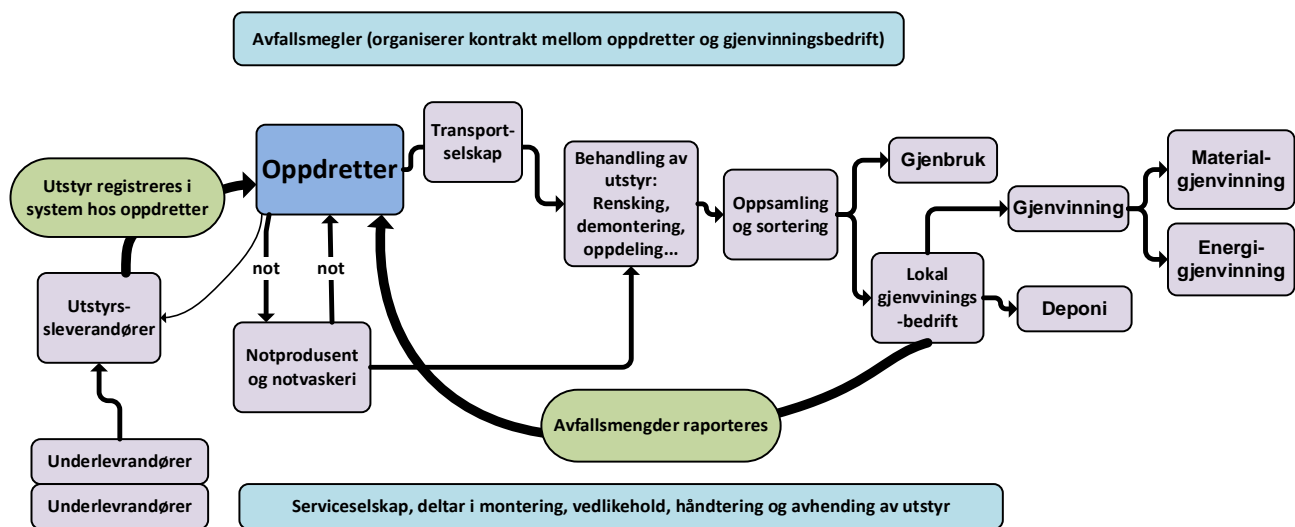 Avfallsmegler (organiserer kontrakt mellom oppdretter og gjenvinningsbedrift)
Utstyr registreres i
system hos oppdretter
Oppdretter
Transport-
selskap
Behandling av
utstyr:
Rensking,
demontering,
oppdeling...
Oppsamling
og sortering
Gjenbruk
Gjenvinning
Material-
gjenvinning
Energi-
gjenvinning
Lokal
gjenvvinings
-bedrift
Deponi
not
not
Utstyrs-
sleverandører
Notprodusent
og notvaskeri
Avfallsmengder raporteres
Underlevrandører
Underlevrandører
Serviceselskap, deltar i montering, vedlikehold, håndtering og avhending av utstyr